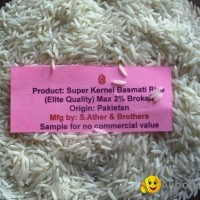 Product: Super Kernel Basmati Rice
(Elite Quality) Max 2% Broken
Origin: Pakistan
Mfg by: S.Ather & Brothers
Sample for no commercial value